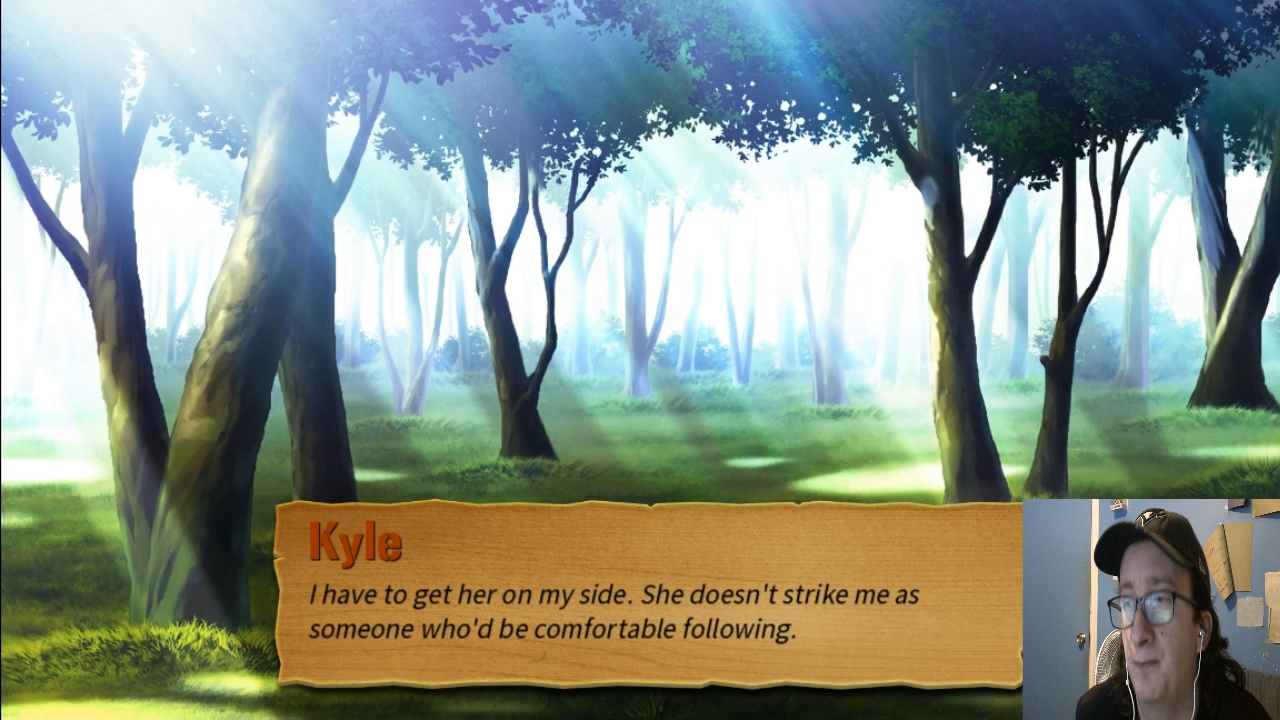 Kyle
I have to get her on my side. She doesn't strike me as
someone who'd be comfortable following.